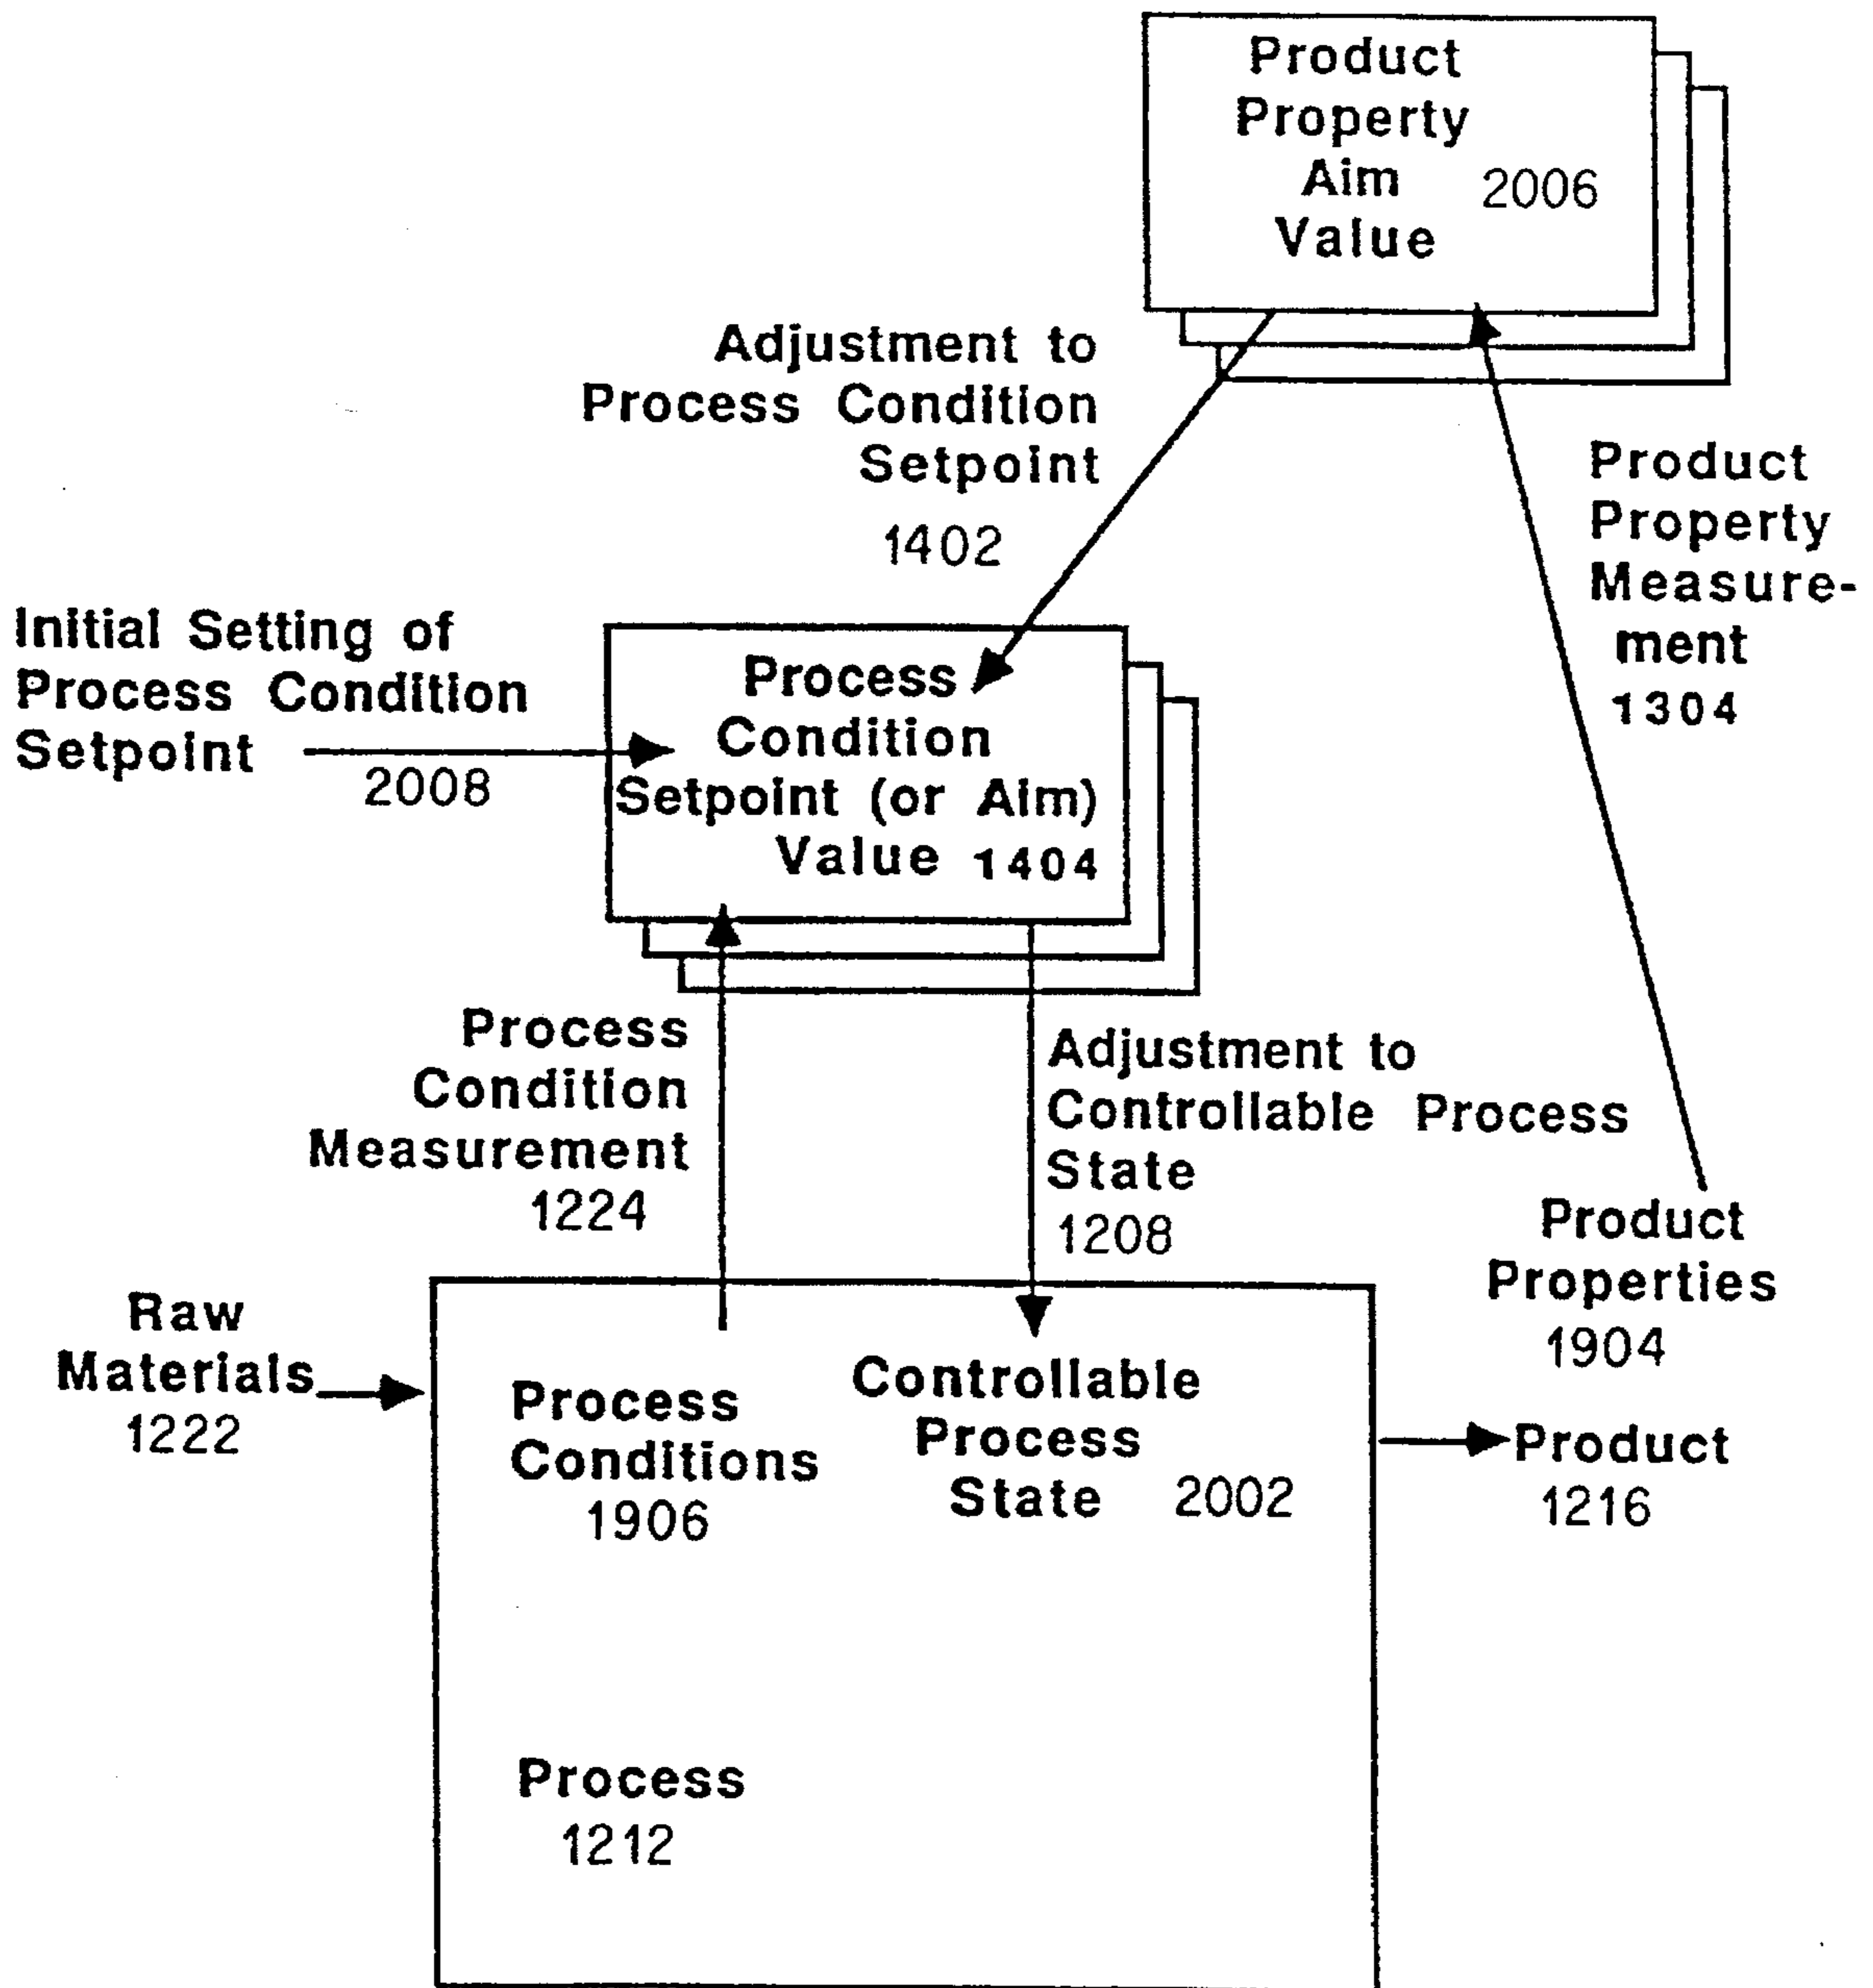 Product
Property
Aim 2006
Value
Adjustment to
Process Condition
Setpoint
1402
Product
Property
Measure-
ment
1304
Initial Setting of
Process Condition
Setpoint
2008
Process
Condition
Setpoint (or Aim)
Value 1404
Process
Condition
Measurement
1224
Adjustment to
Controllable Process
State
1208
Product
Properties
1904
Raw
Materials
1222
Process
Conditions
1906
Controllable
Process
State 2002
Product
1216
Process
1212